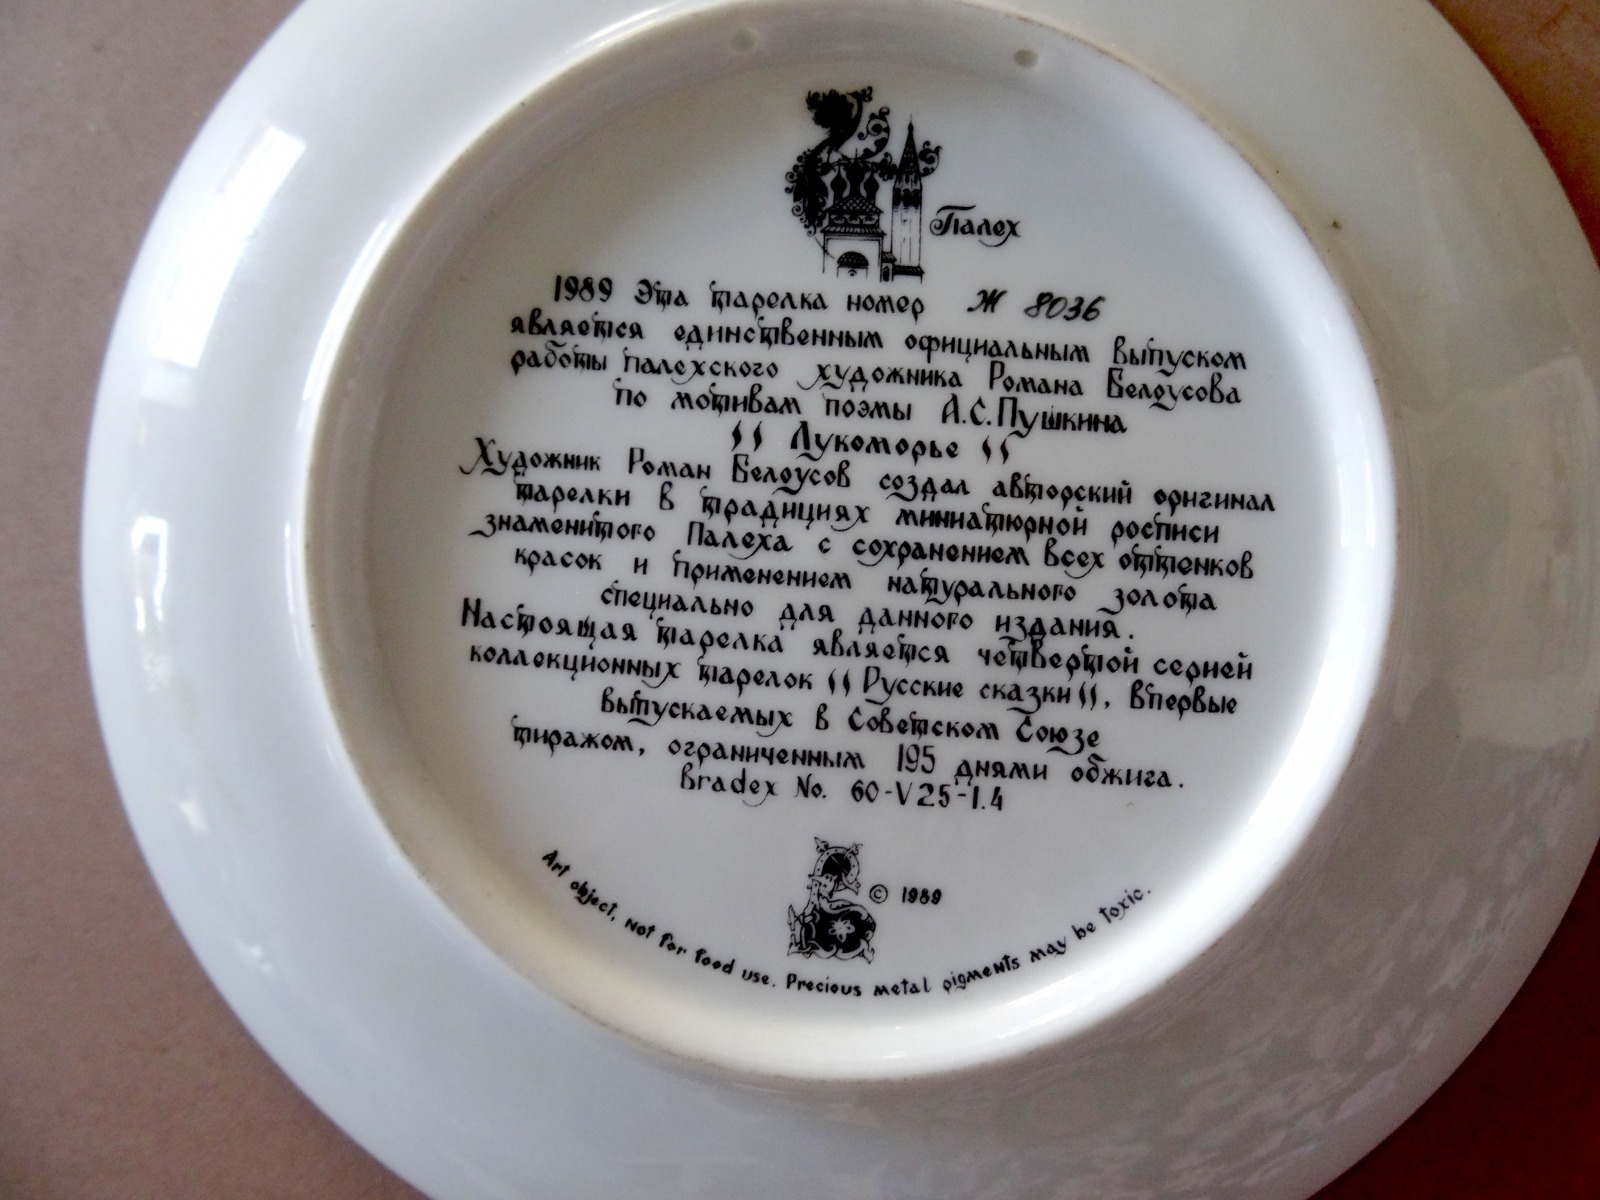 Палех
1989 Эта тарелка номер Ж 8036
является единственным официальным выпуском
работы палехского художника Романа Белоусова
по мотивам поэмы А.С.Пушкина
"Лукоморье"
Художник Роман Белоусов создал авторский оригинал
тарелки в традициях миниатюрной росписи
знаменитого Палеха с сохранением всех оттенков
красок и применением натурального золота
специально для данного издания.
Настоящая тарелка является четвертой серией
коллекционных тарелок "Русские сказки", впервые
выпускаемых в Советском Союзе
тиражом, ограниченным 195 днями обжига.
Bradex No. 60-V25-1.4
© 1989
Art object, not for food use. Precious metal pigments may be toxic.